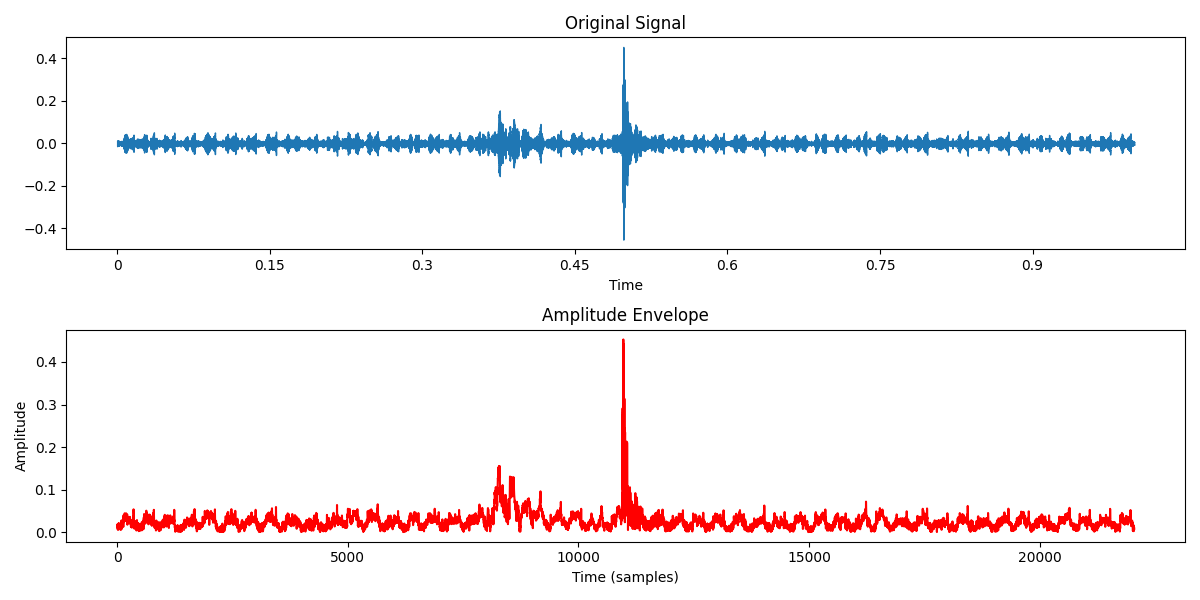 Original Signal
0.4
0.2
0.0
−0.2
−0.4
0 0.15 0.3 0.45 0.6 0.75 0.9
Time
Amplitude Envelope
Amplitude
0.4
0.3
0.2
0.1
0.0
0 5000 10000 15000 20000
Time (samples)